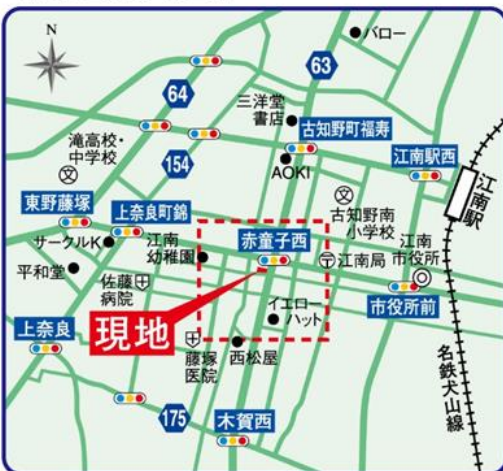 N
バロー
63
64
三洋堂
書店
古知野町福寿
滝高校・
中学校
154
AOKI
江南駅西
江南駅
東野藤塚
上奈良町錦
古知野南
小学校
サークルK
江南
幼稚園
赤童子西
江南局
江南
市役所
平和堂
佐藤
病院
イエロー
ハット
市役所前
上奈良
現地
藤塚
医院
西松屋
名鉄犬山線
175
木賀西